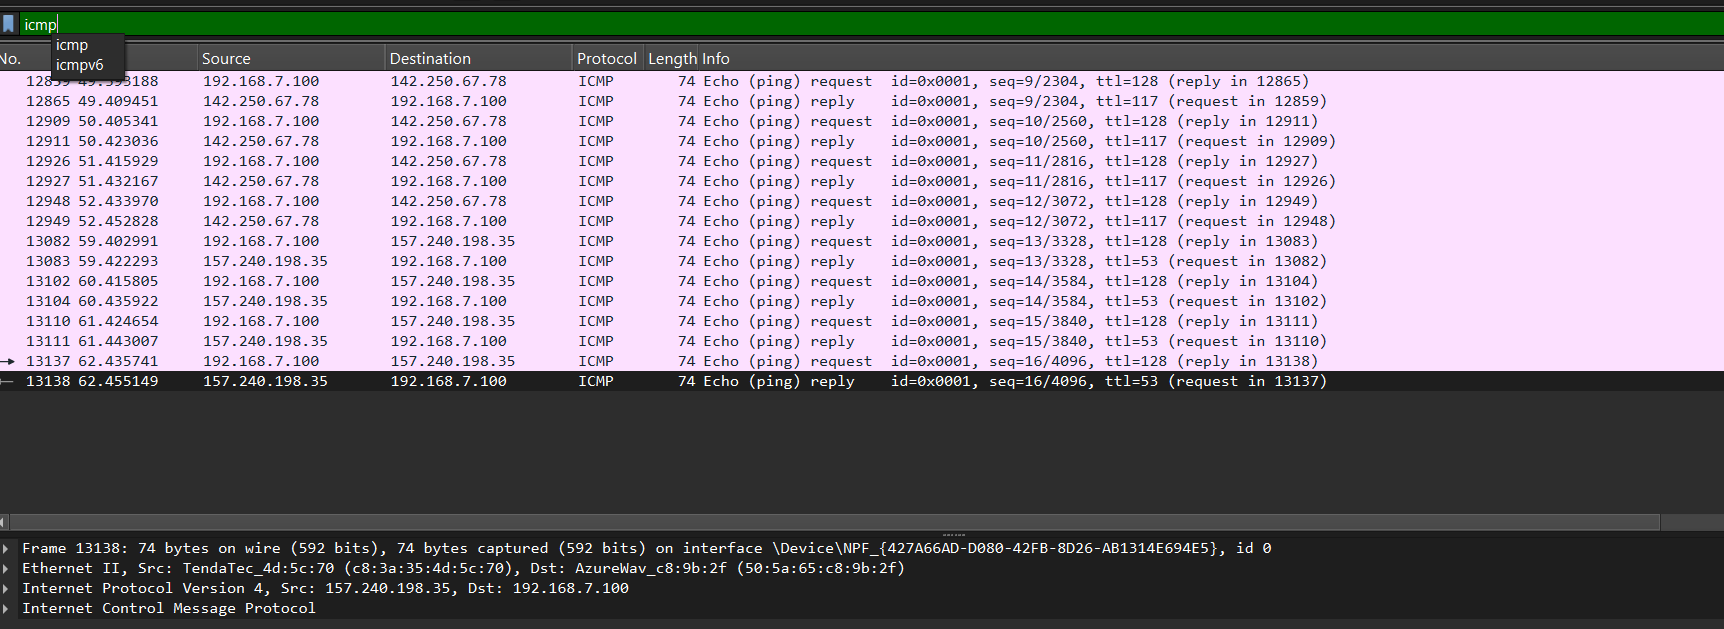 icmp
icmp
icmpv6
No. Source Destination Protocol Length Info
12859 49.393188 192.168.7.100 142.250.67.78 ICMP 74 Echo (ping) request id=0x0001, seq=9/2304, ttl=128 (reply in 12865)
12865 49.409451 142.250.67.78 192.168.7.100 ICMP 74 Echo (ping) reply id=0x0001, seq=9/2304, ttl=117 (request in 12859)
12909 50.405341 192.168.7.100 142.250.67.78 ICMP 74 Echo (ping) request id=0x0001, seq=10/2560, ttl=128 (reply in 12911)
12911 50.423036 142.250.67.78 192.168.7.100 ICMP 74 Echo (ping) reply id=0x0001, seq=10/2560, ttl=117 (request in 12909)
12926 51.415929 192.168.7.100 142.250.67.78 ICMP 74 Echo (ping) request id=0x0001, seq=11/2816, ttl=128 (reply in 12927)
12927 51.432167 142.250.67.78 192.168.7.100 ICMP 74 Echo (ping) reply id=0x0001, seq=11/2816, ttl=117 (request in 12926)
12948 52.433970 192.168.7.100 142.250.67.78 ICMP 74 Echo (ping) request id=0x0001, seq=12/3072, ttl=128 (reply in 12949)
12949 52.452828 142.250.67.78 192.168.7.100 ICMP 74 Echo (ping) reply id=0x0001, seq=12/3072, ttl=117 (request in 12948)
13082 59.402991 192.168.7.100 157.240.198.35 ICMP 74 Echo (ping) request id=0x0001, seq=13/3328, ttl=128 (reply in 13083)
13083 59.422293 157.240.198.35 192.168.7.100 ICMP 74 Echo (ping) reply id=0x0001, seq=13/3328, ttl=53 (request in 13082)
13102 60.415805 192.168.7.100 157.240.198.35 ICMP 74 Echo (ping) request id=0x0001, seq=14/3584, ttl=128 (reply in 13104)
13104 60.435922 157.240.198.35 192.168.7.100 ICMP 74 Echo (ping) reply id=0x0001, seq=14/3584, ttl=53 (request in 13102)
13110 61.424654 192.168.7.100 157.240.198.35 ICMP 74 Echo (ping) request id=0x0001, seq=15/3840, ttl=128 (reply in 13111)
13111 61.443007 157.240.198.35 192.168.7.100 ICMP 74 Echo (ping) reply id=0x0001, seq=15/3840, ttl=53 (request in 13110)
13137 62.435741 192.168.7.100 157.240.198.35 ICMP 74 Echo (ping) request id=0x0001, seq=16/4096, ttl=128 (reply in 13138)
13138 62.455149 157.240.198.35 192.168.7.100 ICMP 74 Echo (ping) reply id=0x0001, seq=16/4096, ttl=53 (request in 13137)
Frame 13138: 74 bytes on wire (592 bits), 74 bytes captured (592 bits) on interface \Device\NPF_{427A66AD-D080-42FB-8D26-AB1314E694E5}, id 0
Ethernet II, Src: TendaTec_4d:5c:70 (c8:3a:35:4d:5c:70), Dst: AzureWav_c8:9b:2f (50:5a:65:c8:9b:2f)
Internet Protocol Version 4, Src: 157.240.198.35, Dst: 192.168.7.100
Internet Control Message Protocol